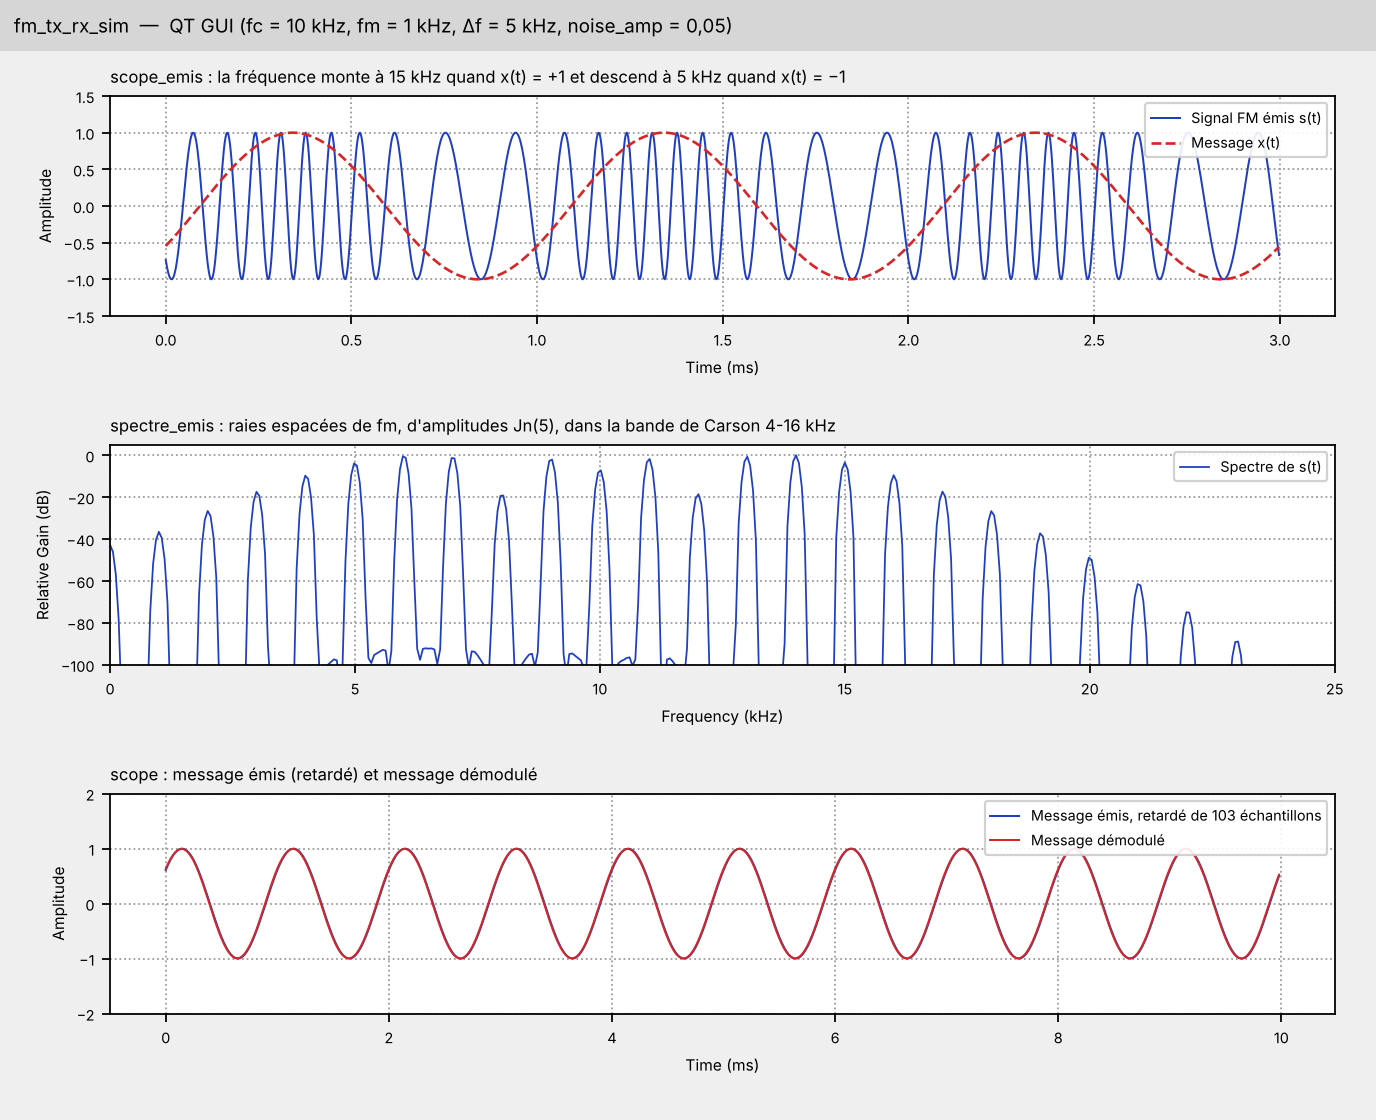 fm_tx_rx_sim — QT GUI (fc = 10 kHz, fm = 1 kHz, Δf = 5 kHz, noise_amp = 0,05)
scope_emis : la fréquence monte à 15 kHz quand x(t) = +1 et descend à 5 kHz quand x(t) = −1
1.5
1.0
0.5
0.0
−0.5
−1.0
−1.5
Amplitude
Signal FM émis s(t)
Message x(t)
0.0 0.5 1.0 1.5 2.0 2.5 3.0
Time (ms)
spectre_emis : raies espacées de fm, d'amplitudes Jn(5), dans la bande de Carson 4-16 kHz
0
−20
−40
−60
−80
−100
Relative Gain (dB)
Spectre de s(t)
0 5 10 15 20 25
Frequency (kHz)
scope : message émis (retardé) et message démodulé
2
1
0
−1
−2
Amplitude
Message émis, retardé de 103 échantillons
Message démodulé
0 2 4 6 8 10
Time (ms)